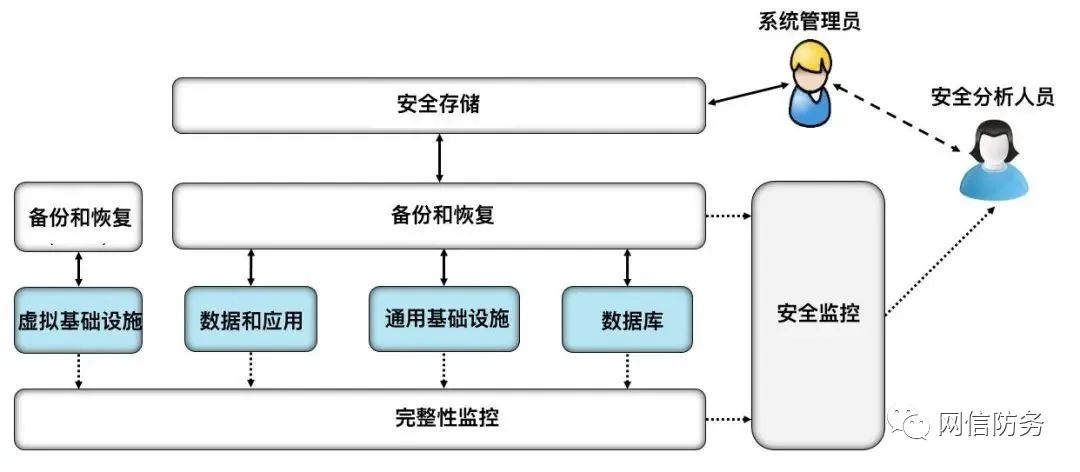 系统管理员
安全分析人员
安全存储
备份和恢复
备份和恢复
虚拟基础设施
数据和应用
通用基础设施
数据库
安全监控
完整性监控
网信防务